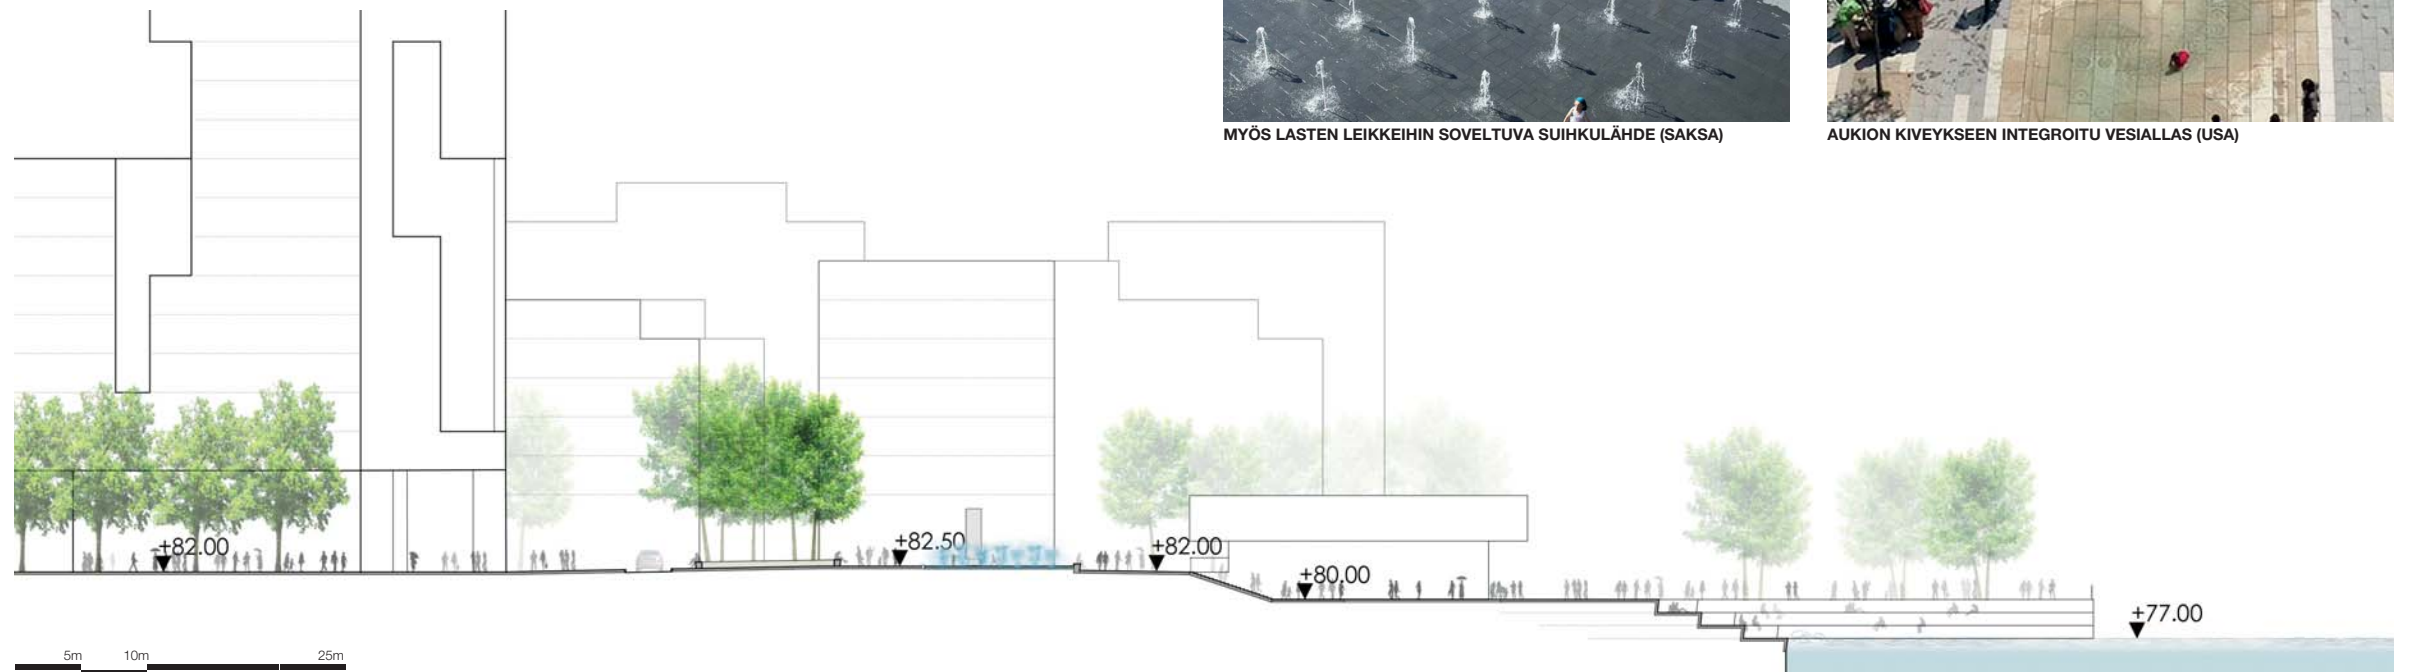 MYÖS LASTEN LEIKKEIHIN SOVELTUVA SUIHKULÄHDE (SAKSA)
AUKION KIVEYKSEEN INTEGROITU VESIALLAS (USA)
+82.00
+82.50
+82.00
+80.00
+77.00
5m 10m 25m